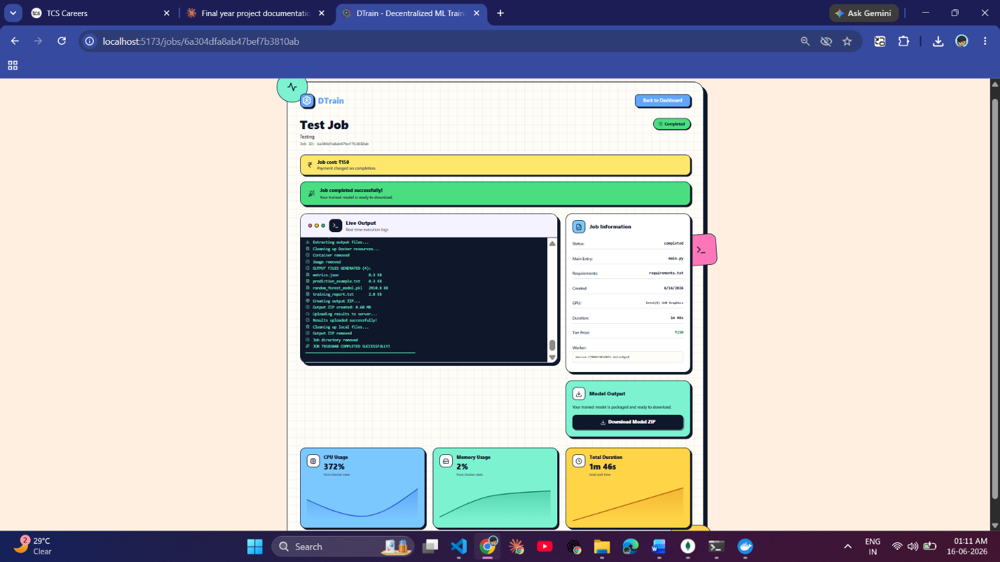 TCS Careers
Final year project documentatio
DTrain - Decentralized ML Train
Ask Gemini
localhost:5173/jobs/6a304dfa8ab47bef7b3810ab
DTrain
Back to Dashboard
Test Job
Completed
Testing
Job ID: 6a304dfa8ab47bef7b3810ab
Job cost: ₹150
Payment charged on completion.
Job completed successfully!
Your trained model is ready to download.
Live Output
Real-time execution logs
Extracting output files...
Cleaning up Docker resources...
Container removed
Image removed
OUTPUT FILES GENERATED (4):
metrics.json 0.3 KB
prediction_example.txt 0.3 KB
random_forest_model.pkl 2910.8 KB
training_report.txt 2.0 KB
Creating output ZIP...
Output ZIP created: 0.60 MB
Uploading results to server...
Results uploaded successfully!
Cleaning up local files...
Output ZIP removed
Job directory removed
JOB 7B3810AB COMPLETED SUCCESSFULLY!
Job Information
Status: completed
Main Entry: main.py
Requirements: requirements.txt
Created: 6/16/2026
GPU: Intel(R) UHD Graphics
Duration: 1m 46s
Tier Price: ₹150
Worker:
Model Output
Your trained model is packaged and ready to download.
Download Model ZIP
CPU Usage
372%
from Docker stats
Memory Usage
2%
from Docker stats
Total Duration
1m 46s
total wall time
2
29°C
Clear
Search
ENG
IN
01:11 AM
16-06-2026